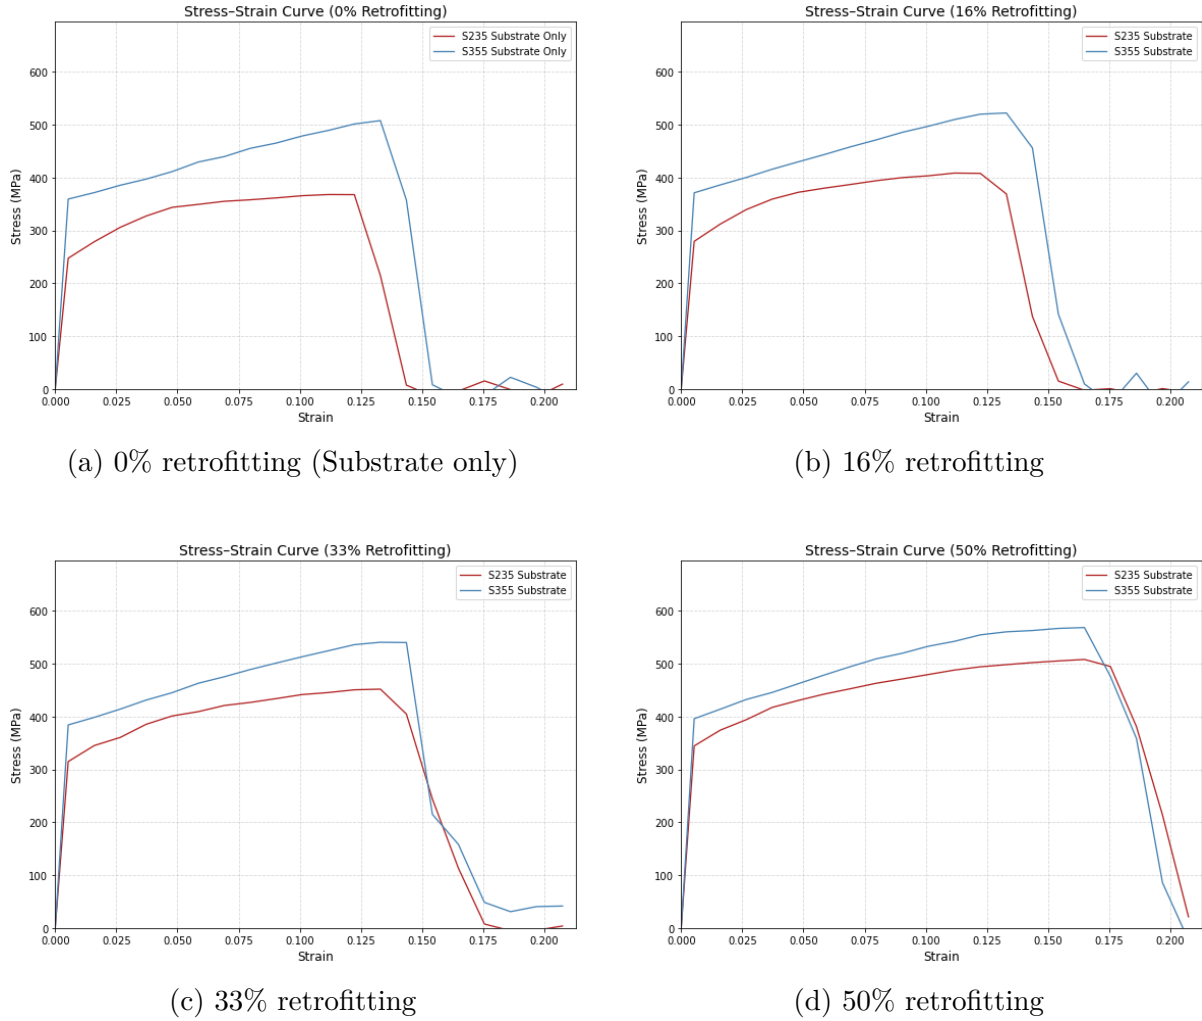 Stress–Strain Curve (0% Retrofitting)
S235 Substrate Only
S355 Substrate Only
Stress (MPa)
600
500
400
300
200
100
0
0.000 0.025 0.050 0.075 0.100 0.125 0.150 0.175 0.200
Strain
(a) 0% retrofitting (Substrate only)
Stress–Strain Curve (16% Retrofitting)
S235 Substrate
S355 Substrate
Stress (MPa)
600
500
400
300
200
100
0
0.000 0.025 0.050 0.075 0.100 0.125 0.150 0.175 0.200
Strain
(b) 16% retrofitting
Stress–Strain Curve (33% Retrofitting)
S235 Substrate
S355 Substrate
Stress (MPa)
600
500
400
300
200
100
0
0.000 0.025 0.050 0.075 0.100 0.125 0.150 0.175 0.200
Strain
(c) 33% retrofitting
Stress–Strain Curve (50% Retrofitting)
S235 Substrate
S355 Substrate
Stress (MPa)
600
500
400
300
200
100
0
0.000 0.025 0.050 0.075 0.100 0.125 0.150 0.175 0.200
Strain
(d) 50% retrofitting